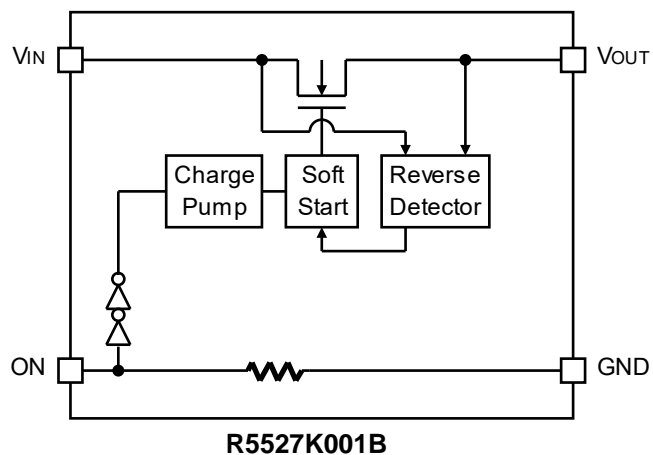 VIN
VOUT
Charge
Pump
Soft
Start
Reverse
Detector
ON
GND
R5527K001B